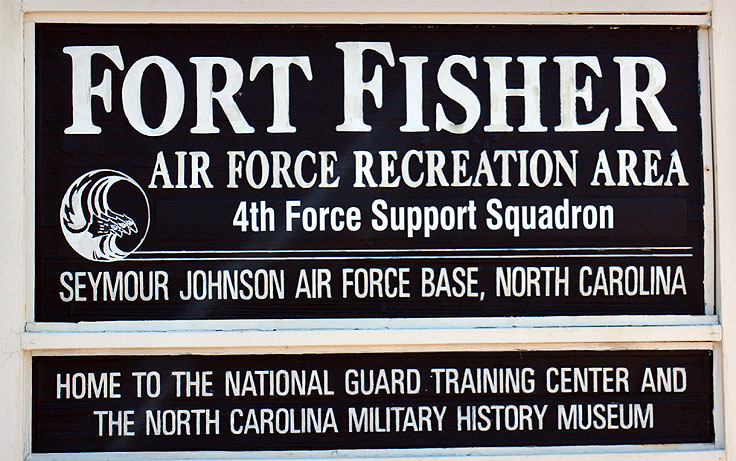 FORT FISHER
AIR FORCE RECREATION AREA
4th Force Support Squadron
SEYMOUR JOHNSON AIR FORCE BASE, NORTH CAROLINA
HOME TO THE NATIONAL GUARD TRAINING CENTER AND
THE NORTH CAROLINA MILITARY HISTORY MUSEUM